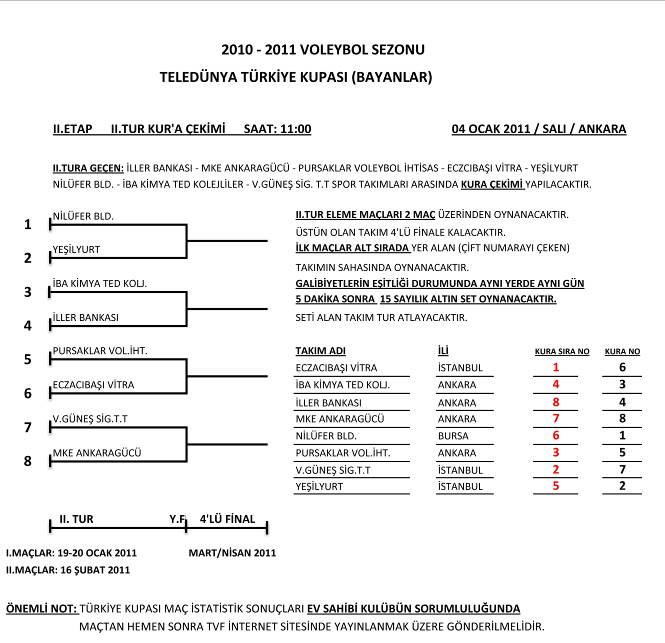 2010 - 2011 VOLEYBOL SEZONU
TELEDÜNYA TÜRKİYE KUPASI (BAYANLAR)
II.ETAP II.TUR KUR'A ÇEKİMİ SAAT: 11:00 04 OCAK 2011 / SALI / ANKARA
II.TURA GEÇEN: İLLER BANKASI - MKE ANKARAGÜCÜ - PURSAKLAR VOLEYBOL İHTİSAS - ECZCIBAŞI VİTRA - YEŞİLYURT
NİLÜFER BLD. - İBA KİMYA TED KOLEJLİLER - V.GÜNEŞ SİG. T.T SPOR TAKIMLARI ARASINDA KURA ÇEKİMİ YAPILACAKTIR.
1 NİLÜFER BLD.
2 YEŞİLYURT
3 İBA KİMYA TED KOLJ.
4 İLLER BANKASI
5 PURSAKLAR VOL.İHT.
6 ECZACIBAŞI VİTRA
7 V.GÜNEŞ SİG.T.T
8 MKE ANKARAGÜCÜ
II.TUR ELEME MAÇLARI 2 MAÇ ÜZERİNDEN OYNANACAKTIR.
ÜSTÜN OLAN TAKIM 4'LÜ FİNALE KALACAKTIR.
İLK MAÇLAR ALT SIRADA YER ALAN (ÇİFT NUMARAYI ÇEKEN)
TAKIMIN SAHASINDA OYNANACAKTIR.
GALİBİYETLERİN EŞİTLİĞİ DURUMUNDA AYNI YERDE AYNI GÜN
5 DAKİKA SONRA 15 SAYILIK ALTIN SET OYNANACAKTIR.
SETİ ALAN TAKIM TUR ATLAYACAKTIR.
TAKIM ADI İLİ KURA SIRA NO KURA NO
ECZACIBAŞI VİTRA İSTANBUL 1 6
İBA KİMYA TED KOLJ. ANKARA 4 3
İLLER BANKASI ANKARA 8 4
MKE ANKARAGÜCÜ ANKARA 7 8
NİLÜFER BLD. BURSA 6 1
PURSAKLAR VOL.İHT. ANKARA 3 5
V.GÜNEŞ SİG.T.T İSTANBUL 2 7
YEŞİLYURT İSTANBUL 5 2
II. TUR Y.F 4'LÜ FİNAL
I.MAÇLAR: 19-20 OCAK 2011 MART/NİSAN 2011
II.MAÇLAR: 16 ŞUBAT 2011
ÖNEMLİ NOT: TÜRKİYE KUPASI MAÇ İSTATİSTİK SONUÇLARI EV SAHİBİ KULÜBÜN SORUMLULUĞUNDA
MAÇTAN HEMEN SONRA TVF İNTERNET SİTESİNDE YAYINLANMAK ÜZERE GÖNDERİLMELİDİR.